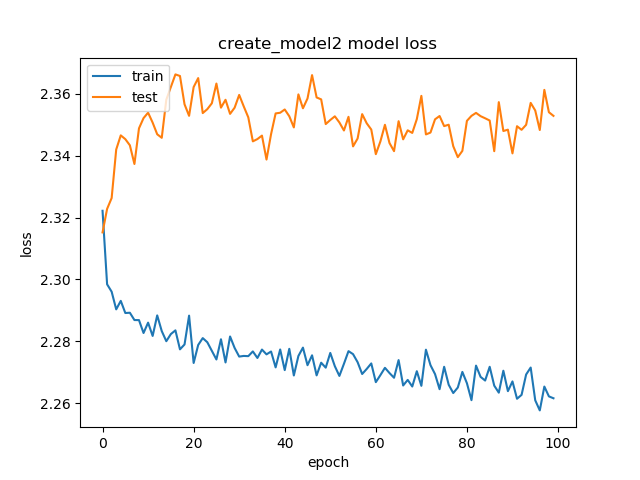 create_model2 model loss
train
test
2.36
2.34
2.32
2.30
2.28
2.26
loss
0 20 40 60 80 100
epoch